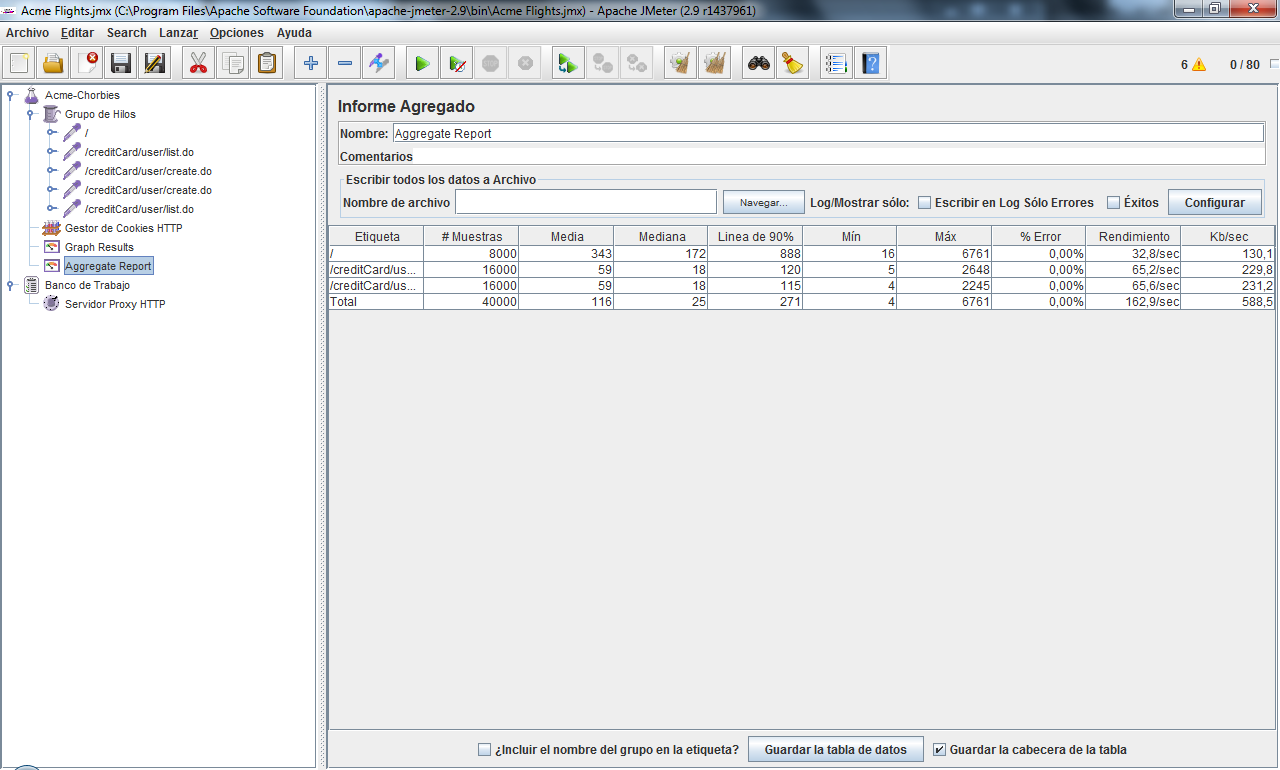 Acme Flights.jmx (C:\Program Files\Apache Software Foundation\apache-jmeter-2.9\bin\Acme Flights.jmx) - Apache JMeter (2.9 r1437961)
Archivo Editar Search Lanzar Opciones Ayuda
6 0 / 80
Acme-Chorbies
Grupo de Hilos
/
/creditCard/user/list.do
/creditCard/user/create.do
/creditCard/user/create.do
/creditCard/user/list.do
Gestor de Cookies HTTP
Graph Results
Aggregate Report
Banco de Trabajo
Servidor Proxy HTTP
Informe Agregado
Nombre: Aggregate Report
Comentarios
Escribir todos los datos a Archivo
Nombre de archivo Navegar... Log/Mostrar sólo: Escribir en Log Sólo Errores Éxitos Configurar
Etiqueta # Muestras Media Mediana Linea de 90% Mín Máx % Error Rendimiento Kb/sec
/ 8000 343 172 888 16 6761 0,00% 32,8/sec 130,1
/creditCard/us... 16000 59 18 120 5 2648 0,00% 65,2/sec 229,8
/creditCard/us... 16000 59 18 115 4 2245 0,00% 65,6/sec 231,2
Total 40000 116 25 271 4 6761 0,00% 162,9/sec 588,5
¿Incluir el nombre del grupo en la etiqueta? Guardar la tabla de datos Guardar la cabecera de la tabla